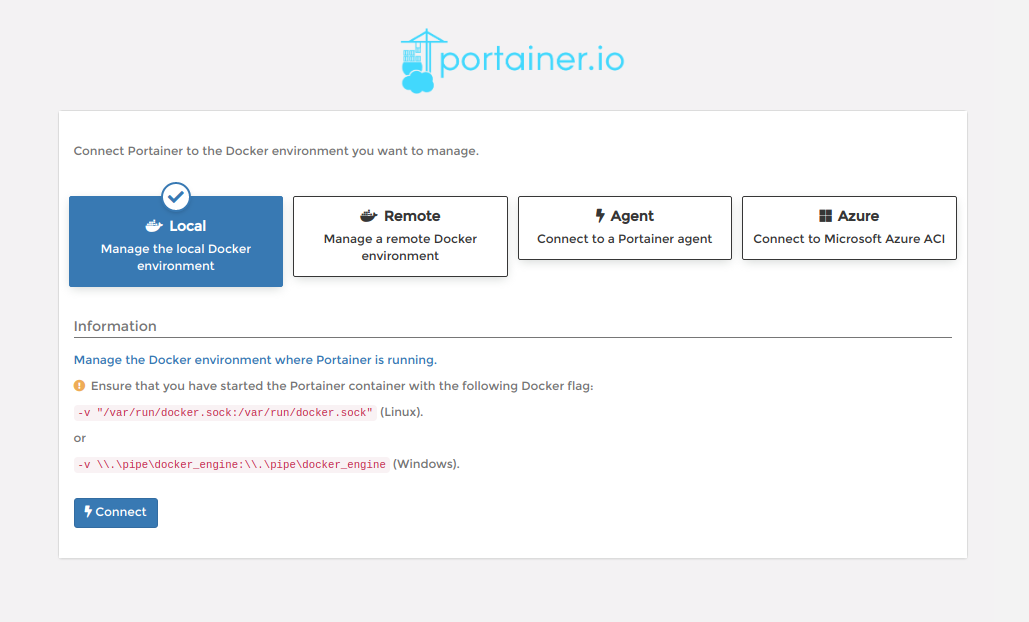 portainer.io
Connect Portainer to the Docker environment you want to manage.
Local
Manage the local Docker
environment
Remote
Manage a remote Docker
environment
Agent
Connect to a Portainer agent
Azure
Connect to Microsoft Azure ACI
Information
Manage the Docker environment where Portainer is running.
Ensure that you have started the Portainer container with the following Docker flag:
-v "/var/run/docker.sock:/var/run/docker.sock" (Linux).
or
-v \\.\pipe\docker_engine:\\.\pipe\docker_engine (Windows).
Connect